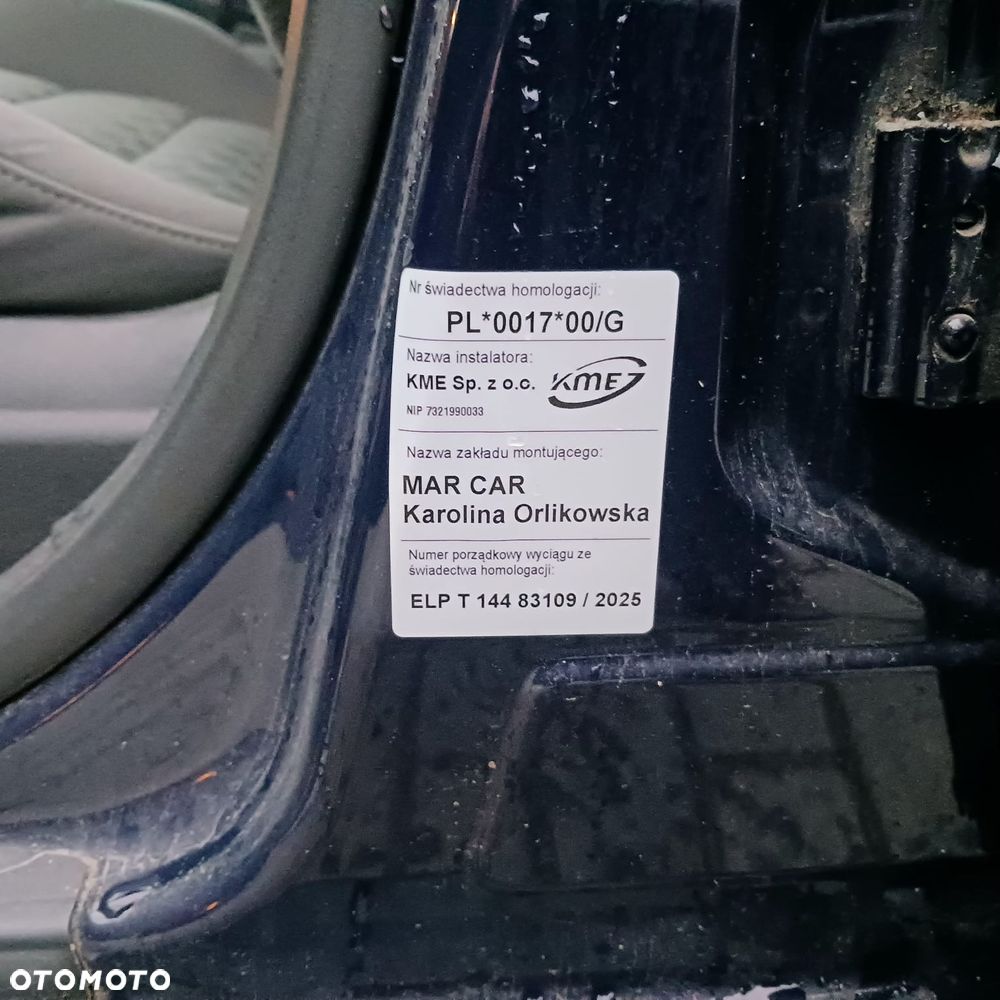 Nr świadectwa homologacji:
PL*0017*00/G
Nazwa instalatora:
KME Sp. z o.o. KME
NIP 7321990033
Nazwa zakładu montującego:
MAR CAR
Karolina Orlikowska
Numer porządkowy wyciągu ze
świadectwa homologacji:
ELP T 144 83109 / 2025
OTOMOTO